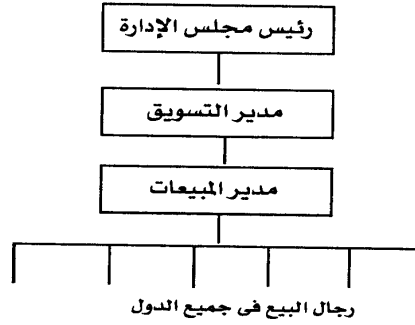 رئيس مجلس الإدارة
مدير التسويق
مدير المبيعات
رجال البيع فى جميع الدول